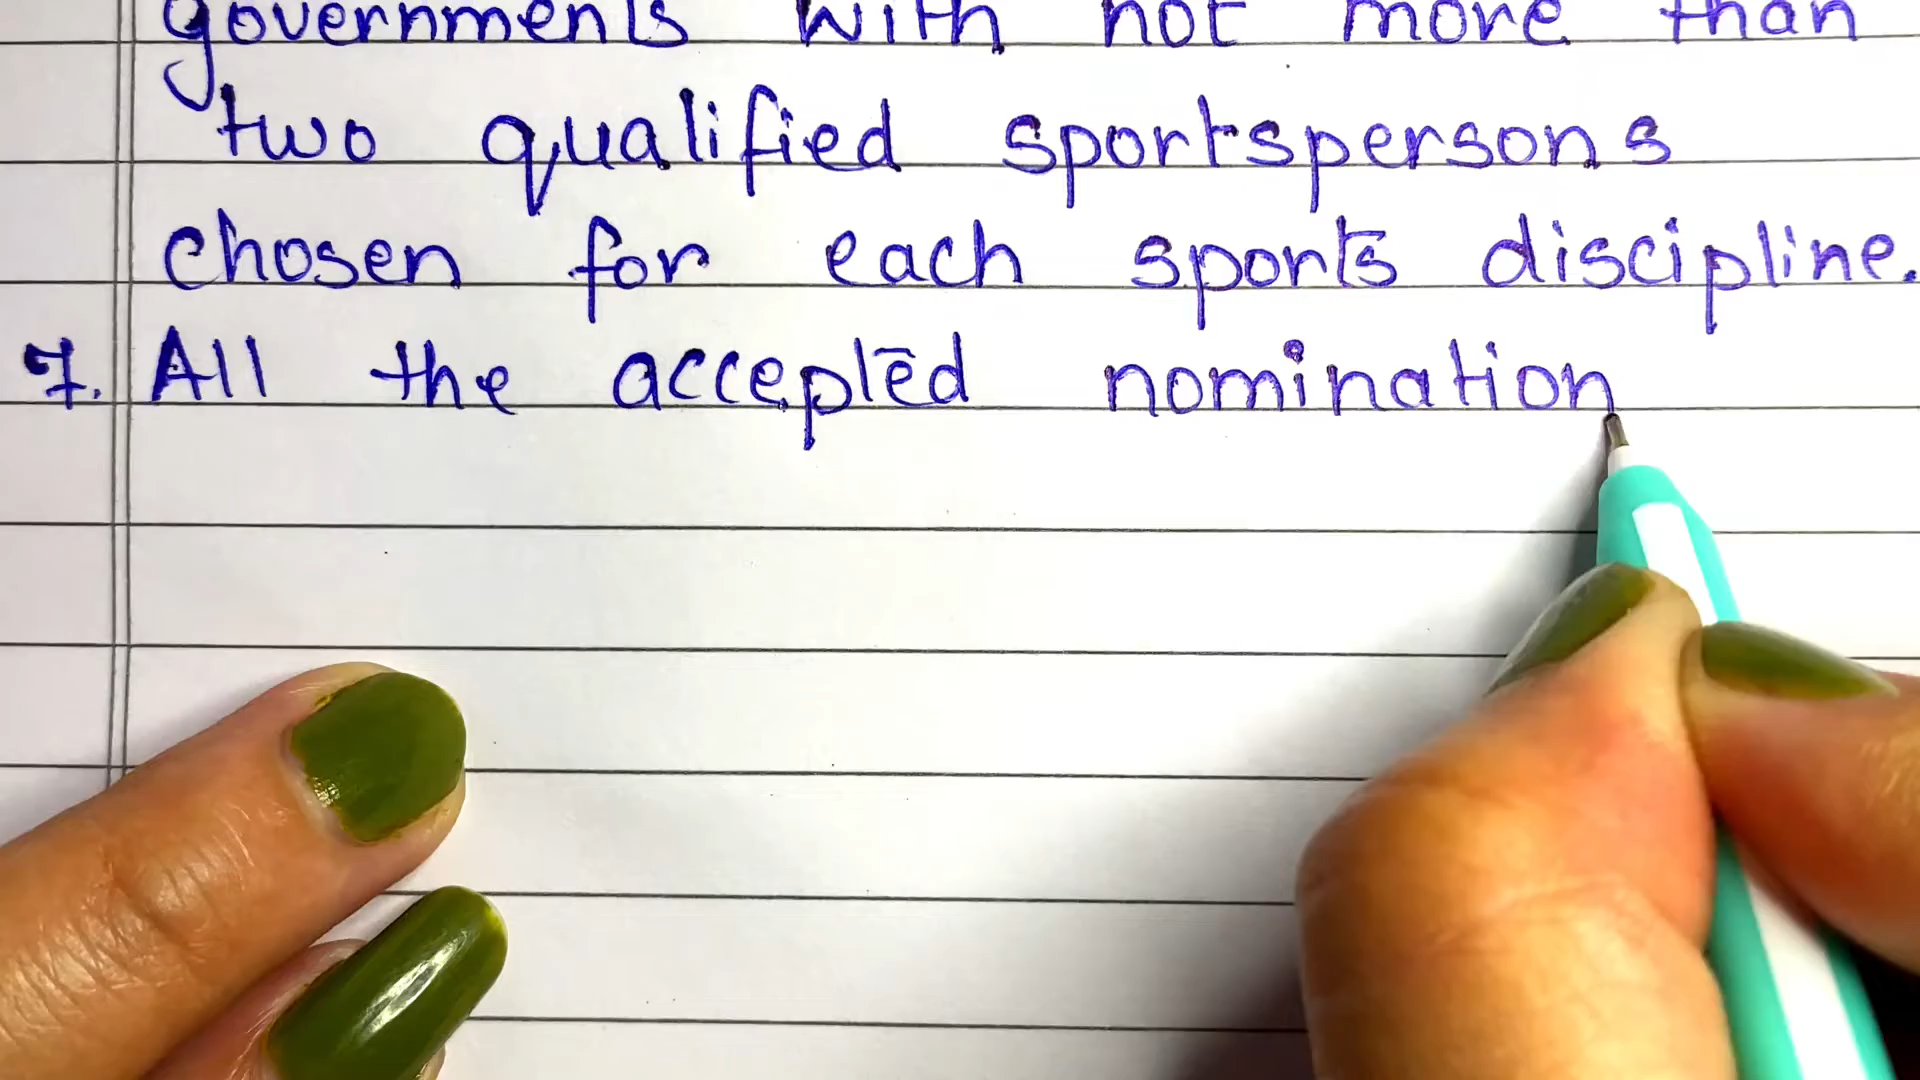 governments with not more than
two qualified sportspersons
chosen for each sports discipline.
7. All the accepted nomination